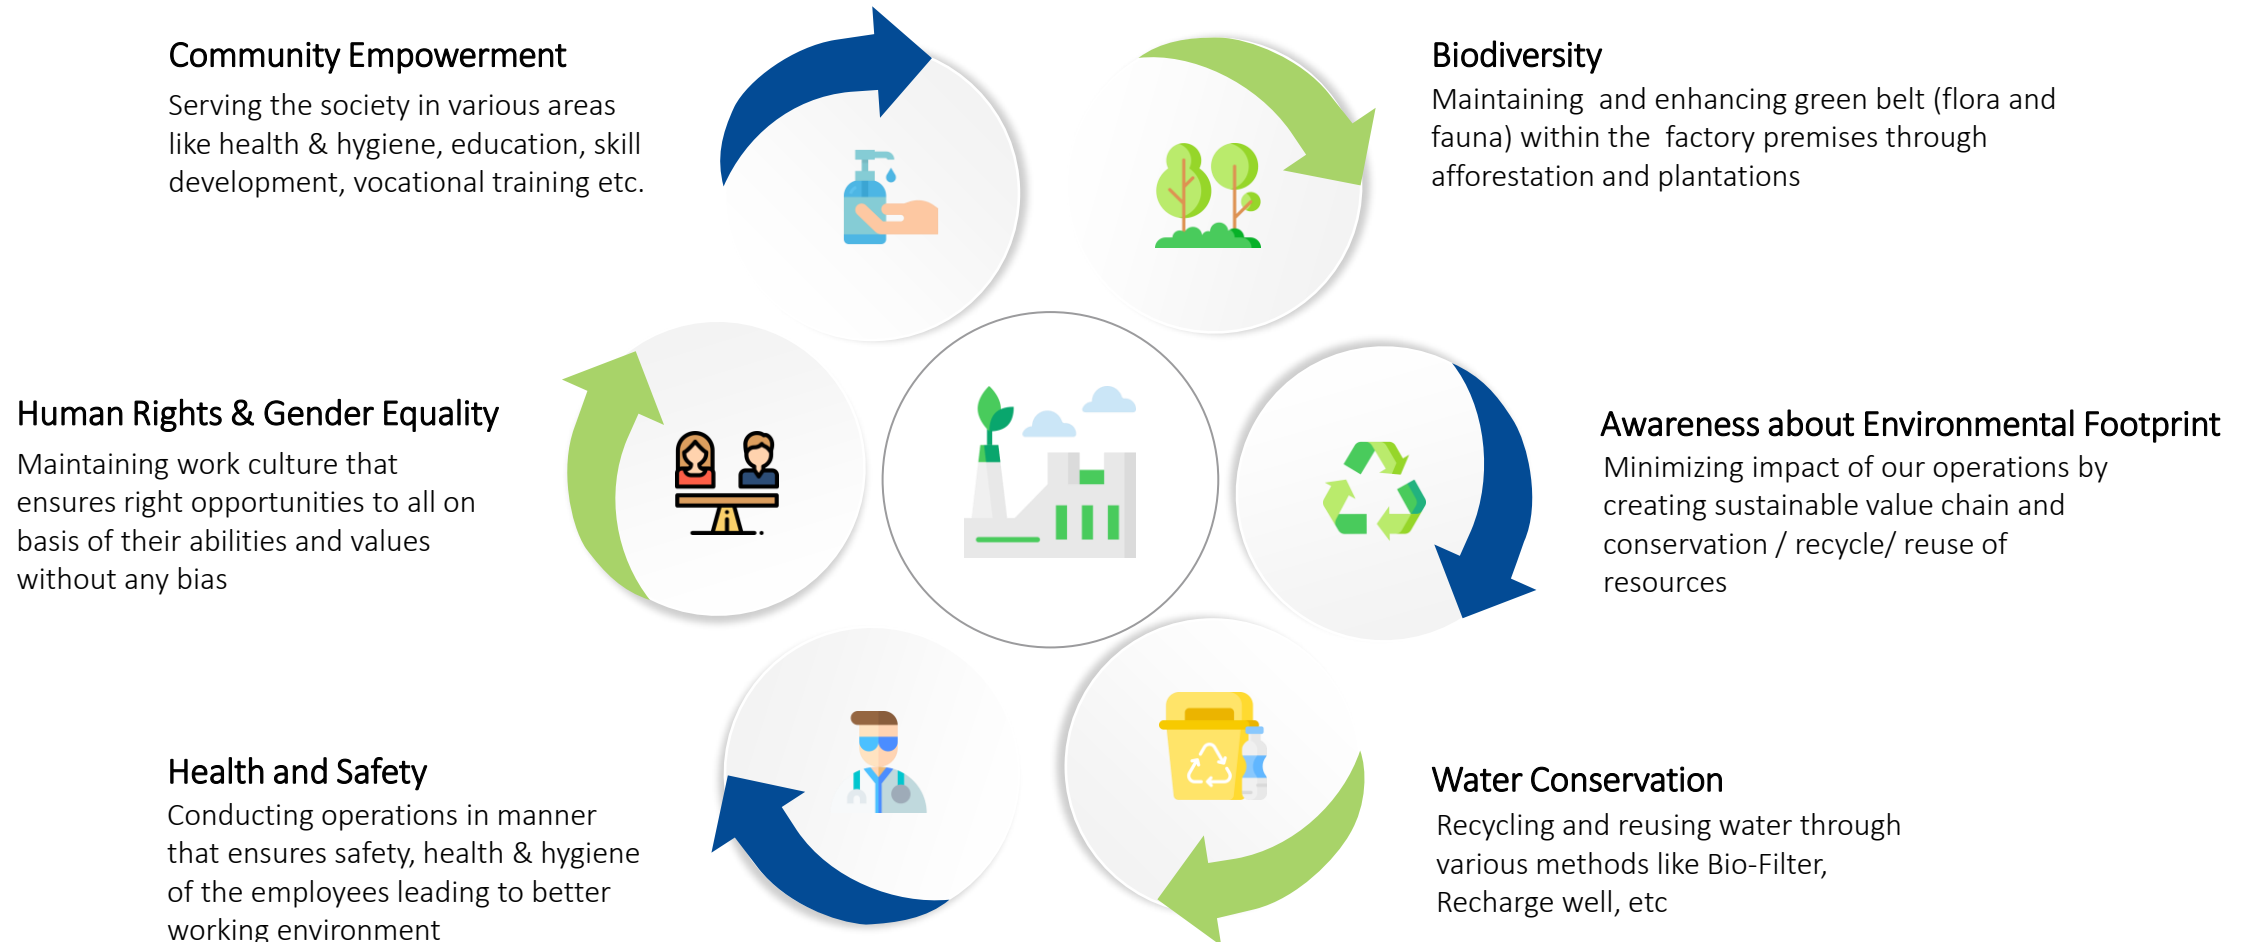 Community Empowerment
Serving the society in various areas
like health & hygiene, education, skill
development, vocational training etc.
Biodiversity
Maintaining and enhancing green belt (flora and
fauna) within the factory premises through
afforestation and plantations
Human Rights & Gender Equality
Maintaining work culture that
ensures right opportunities to all on
basis of their abilities and values
without any bias
Awareness about Environmental Footprint
Minimizing impact of our operations by
creating sustainable value chain and
conservation / recycle/ reuse of
resources
Health and Safety
Conducting operations in manner
that ensures safety, health & hygiene
of the employees leading to better
working environment
Water Conservation
Recycling and reusing water through
various methods like Bio-Filter,
Recharge well, etc